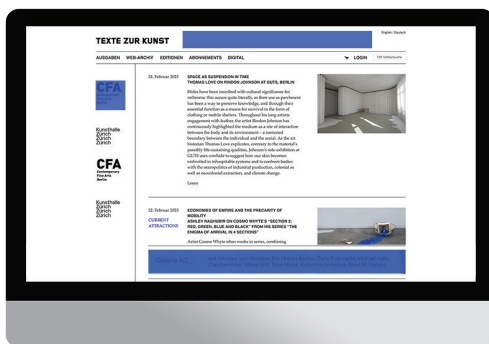 English / Deutsch
TEXTE ZUR KUNST
AUSGABEN WEB-ARCHIV EDITIONEN ABONNEMENTS DIGITAL LOGIN
24. Februar 2023
SPACE AS SUSPENSION IN TIME
THOMAS LOVE ON RINDON JOHNSON AT GUTS, BERLIN
Hides have been inscribed with cultural significance for
millennia: this occurs quite literally, as their use as parchment
has been a way to preserve knowledge, and through their
essential function as a means for survival in the form of
clothing or mobile shelters. Throughout his long artistic
engagement with leather, the artist Rindon Johnson has
continuously highlighted the medium as a site of interaction
between the body and its environment – a contested
boundary between the individual and the social. As the art
historian Thomas Love explicates, contrary to the material's
possibly life-sustaining qualities, Johnson's sole exhibition at
GUTS uses cowhide to suggest how our skin becomes
embroiled in inhospitable systems and to confront bodies
with the necropolitics of industrial production, colonial as
well as neocolonial extraction, and climate change.
Lesen
CFA
Contemporary
Fine Arts
Berlin
Kunsthalle
Zürich
Zürich
CFA
Contemporary
Fine Arts
Berlin
Kunsthalle
Zürich
Zürich
22. Februar 2023
CURRENT
ATTRACTIONS
ECONOMIES OF EMPIRE AND THE PRECARITY OF
MOBILITY
ASHLEY RAGHUBIR ON COSMO WHYTE'S "SECTION 2:
RED, GREEN, BLUE AND BLACK" FROM HIS SERIES "THE
ENIGMA OF ARRIVAL IN 4 SECTIONS"
Artist Cosmo Whyte often works in series, combining